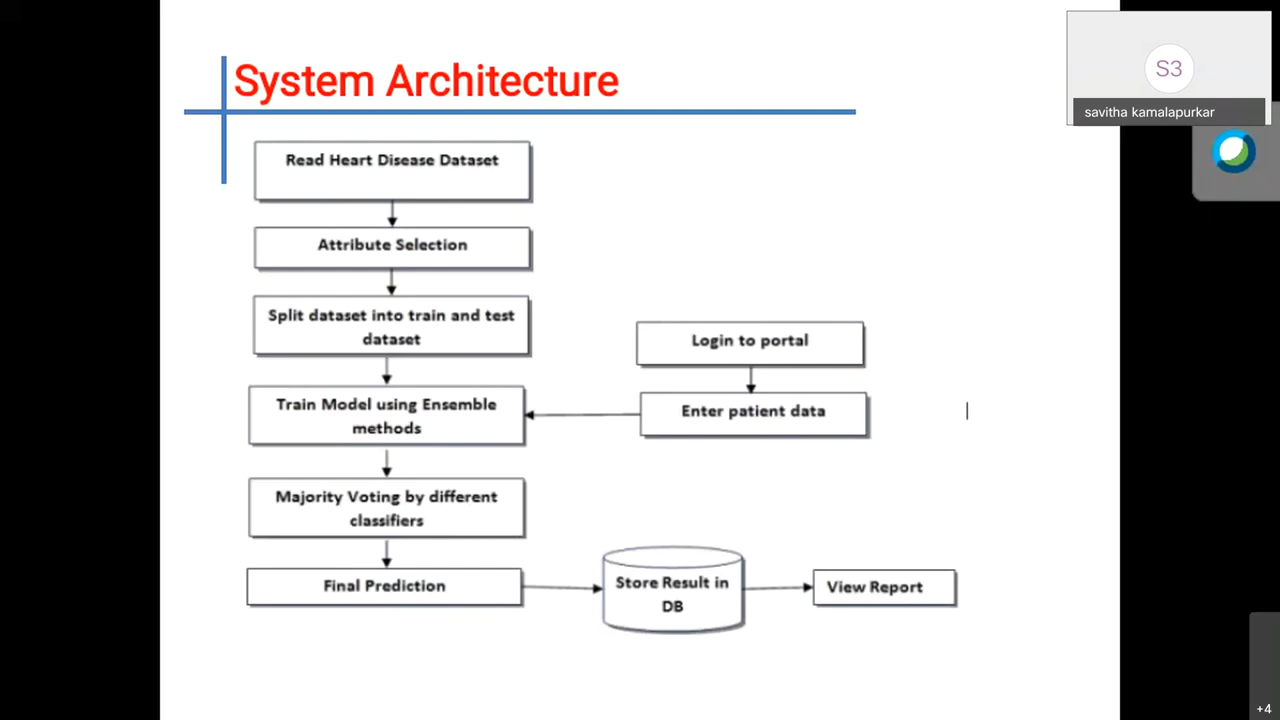 System Architecture
S3
savitha kamalapurkar
Read Heart Disease Dataset
Attribute Selection
Split dataset into train and test
dataset
Login to portal
Train Model using Ensemble
methods
Enter patient data
Majority Voting by different
classifiers
Final Prediction
Store Result in
DB
View Report
+4